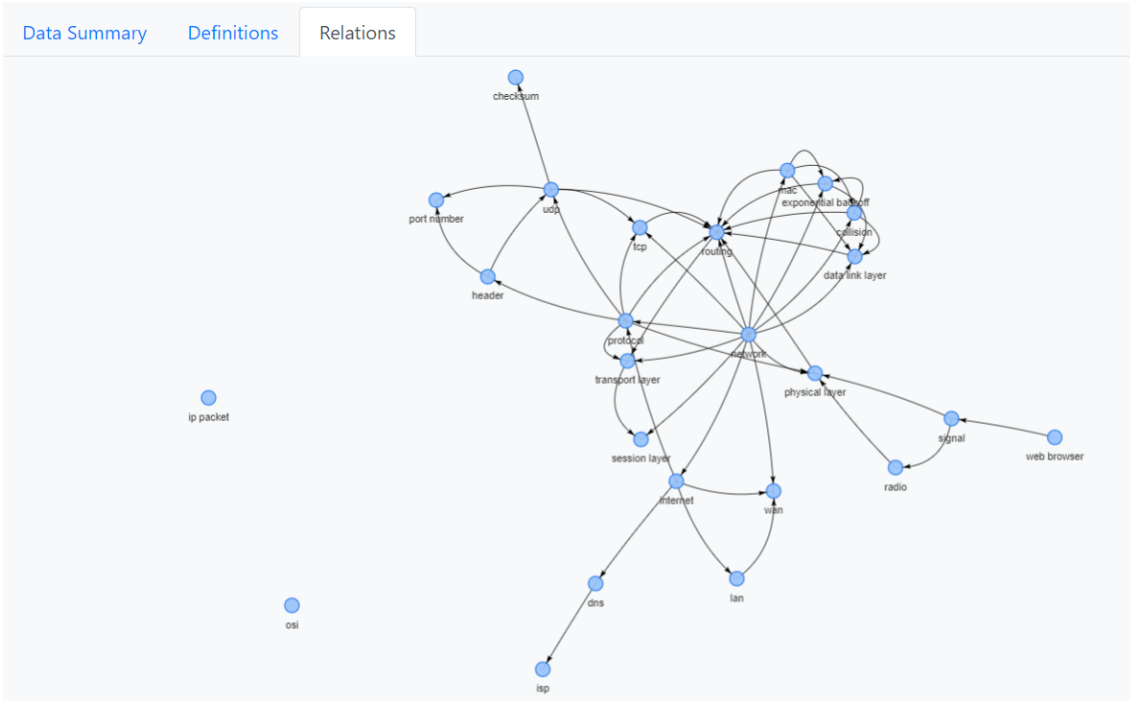 Data Summary
Definitions
Relations
checksum
mac
exponential backoff
port number
udp
collision
tcp
routing
data link layer
header
protocol
network
transport layer
physical layer
ip packet
signal
session layer
web browser
radio
internet
wan
dns
lan
osi
isp